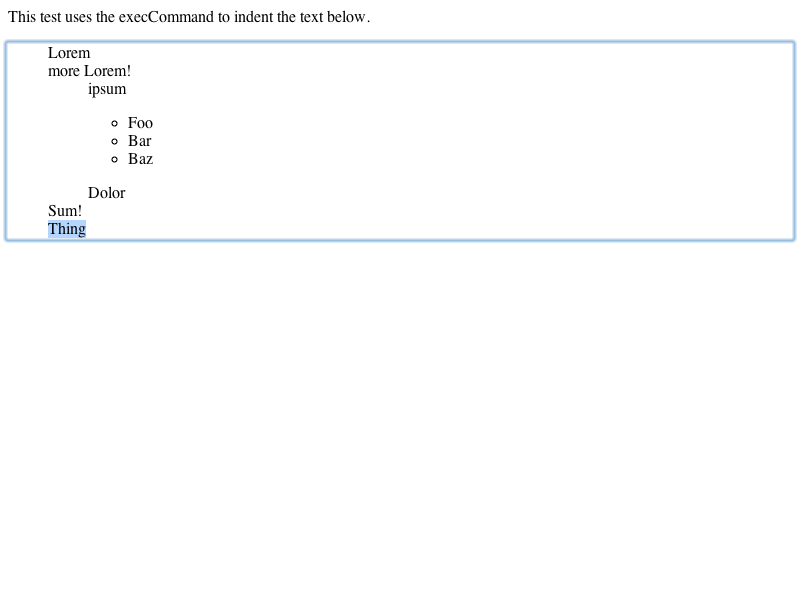 This test uses the execCommand to indent the text below.
Lorem
more Lorem!
ipsum
Foo
Bar
Baz
Dolor
Sum!
Thing